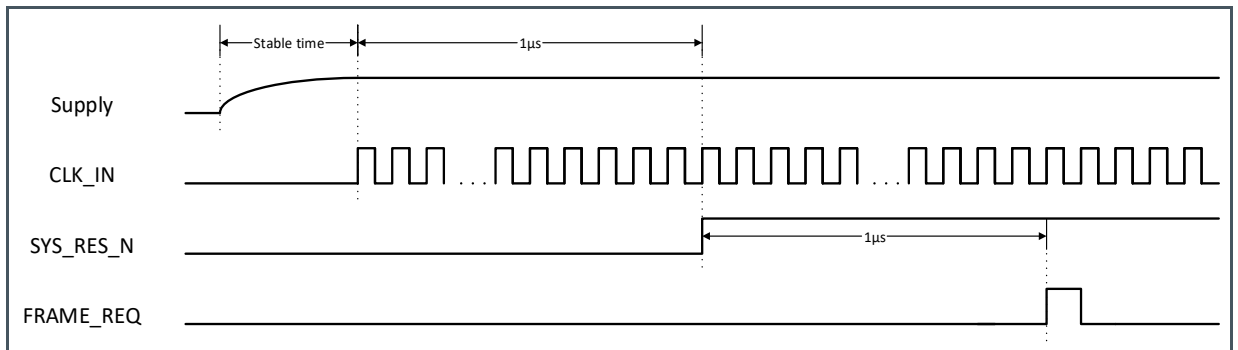 Stable time
1µs
Supply
CLK_IN
. . .
. . .
SYS_RES_N
1µs
FRAME_REQ